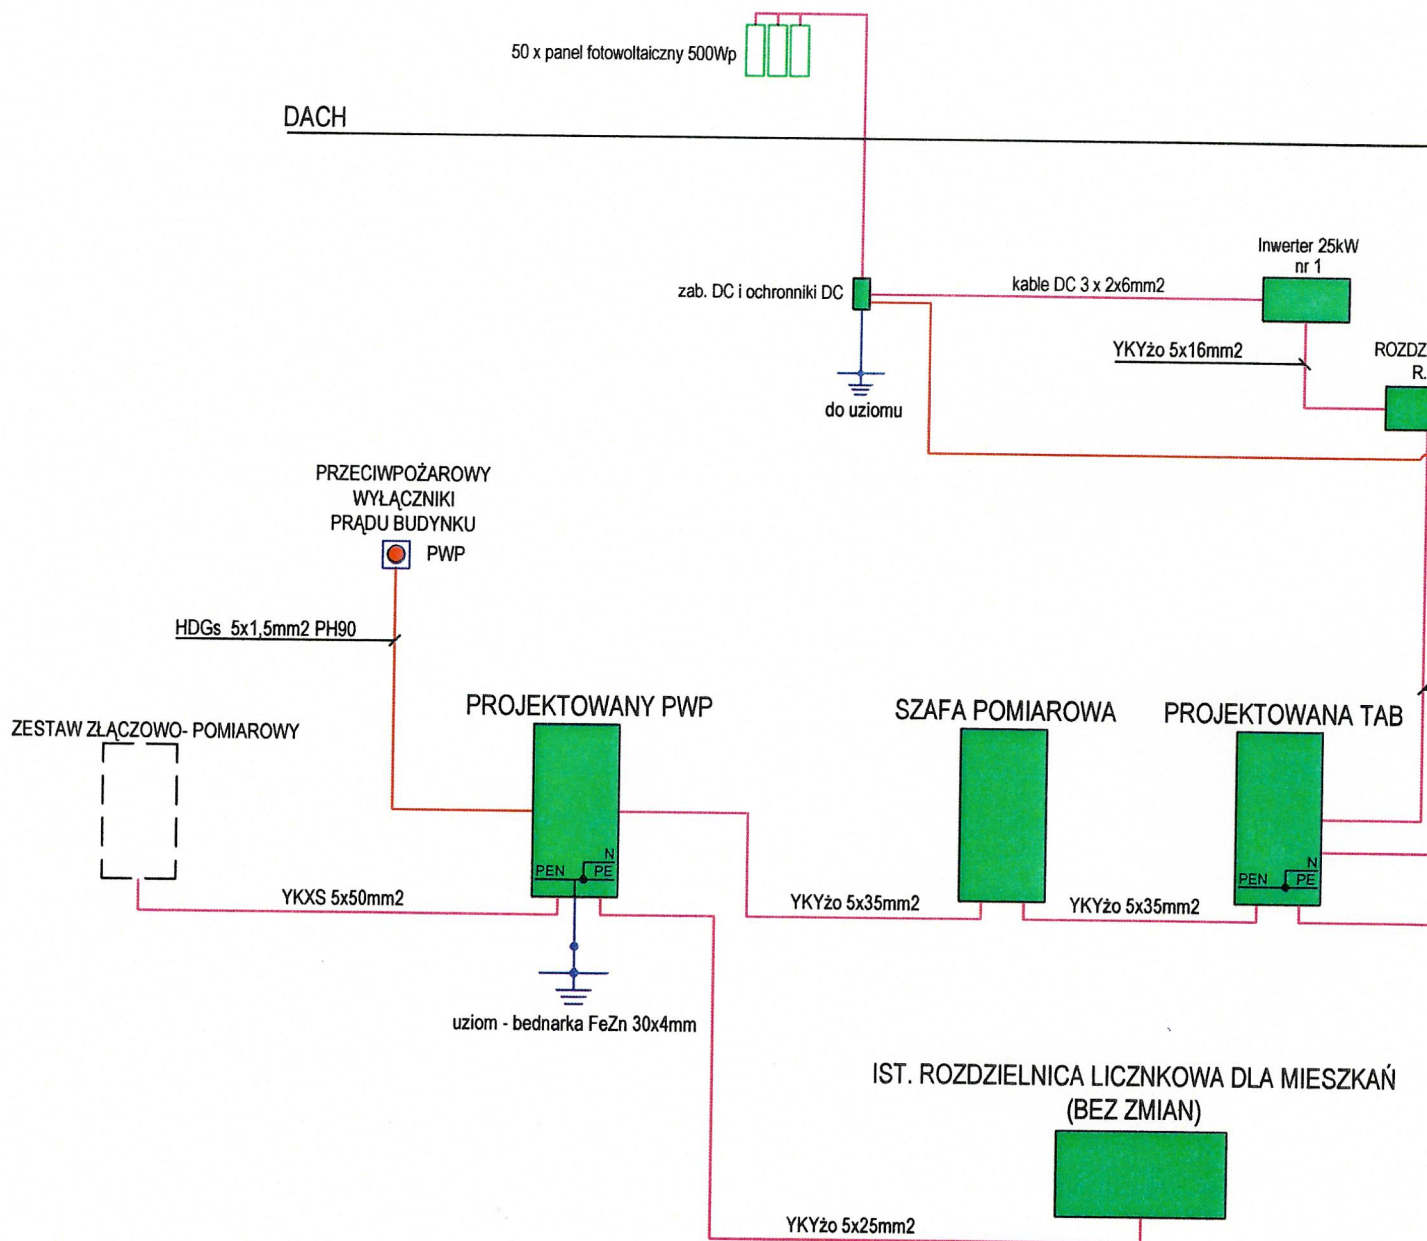 50 x panel fotowoltaiczny 500Wp
DACH
Inwerter 25kW
nr 1
zab. DC i ochronniki DC
kable DC 3 x 2x6mm2
YKYżo 5x16mm2
ROZDZ
R.
do uziomu
PRZECIWPOŻAROWY
WYŁĄCZNIKI
PRĄDU BUDYNKU
PWP
HDGs 5x1,5mm2 PH90
PROJEKTOWANY PWP
SZAFA POMIAROWA
PROJEKTOWANA TAB
ZESTAW ZŁĄCZOWO- POMIAROWY
N
PEN
PE
N
PEN
PE
YKXS 5x50mm2
YKYżo 5x35mm2
YKYżo 5x35mm2
uziom - bednarka FeZn 30x4mm
IST. ROZDZIELNICA LICZNKOWA DLA MIESZKAŃ
(BEZ ZMIAN)
YKYżo 5x25mm2